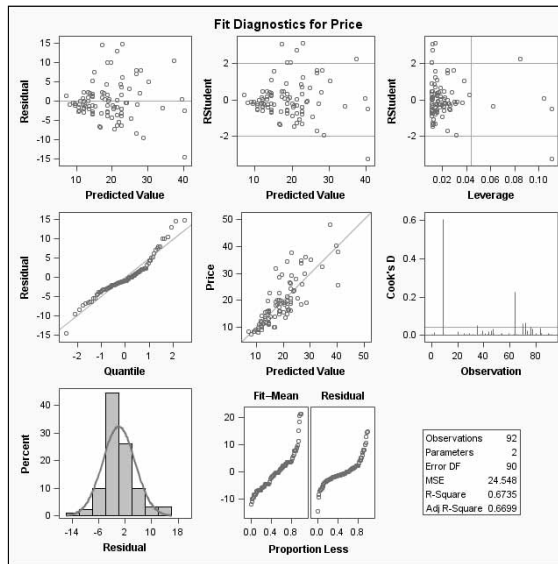 Fit Diagnostics for Price
Residual
15
10
5
0
-5
-10
-15
10 20 30 40
Predicted Value
RStudent
2
0
-2
10 20 30 40
Predicted Value
RStudent
2
0
-2
0.02 0.04 0.06 0.08 0.10
Leverage
Residual
15
10
5
0
-5
-10
-15
-2 -1 0 1 2
Quantile
Price
50
40
30
20
10
10 20 30 40 50
Predicted Value
Cook's D
0.6
0.4
0.2
0.0
0 20 40 60 80
Observation
Percent
40
30
20
10
0
-14 -6 2 10 18
Residual
Fit–Mean Residual
20
10
0
-10
0.0 0.4 0.8 0.0 0.4 0.8
Proportion Less
Observations 92
Parameters 2
Error DF 90
MSE 24.548
R-Square 0.6735
Adj R-Square 0.6699